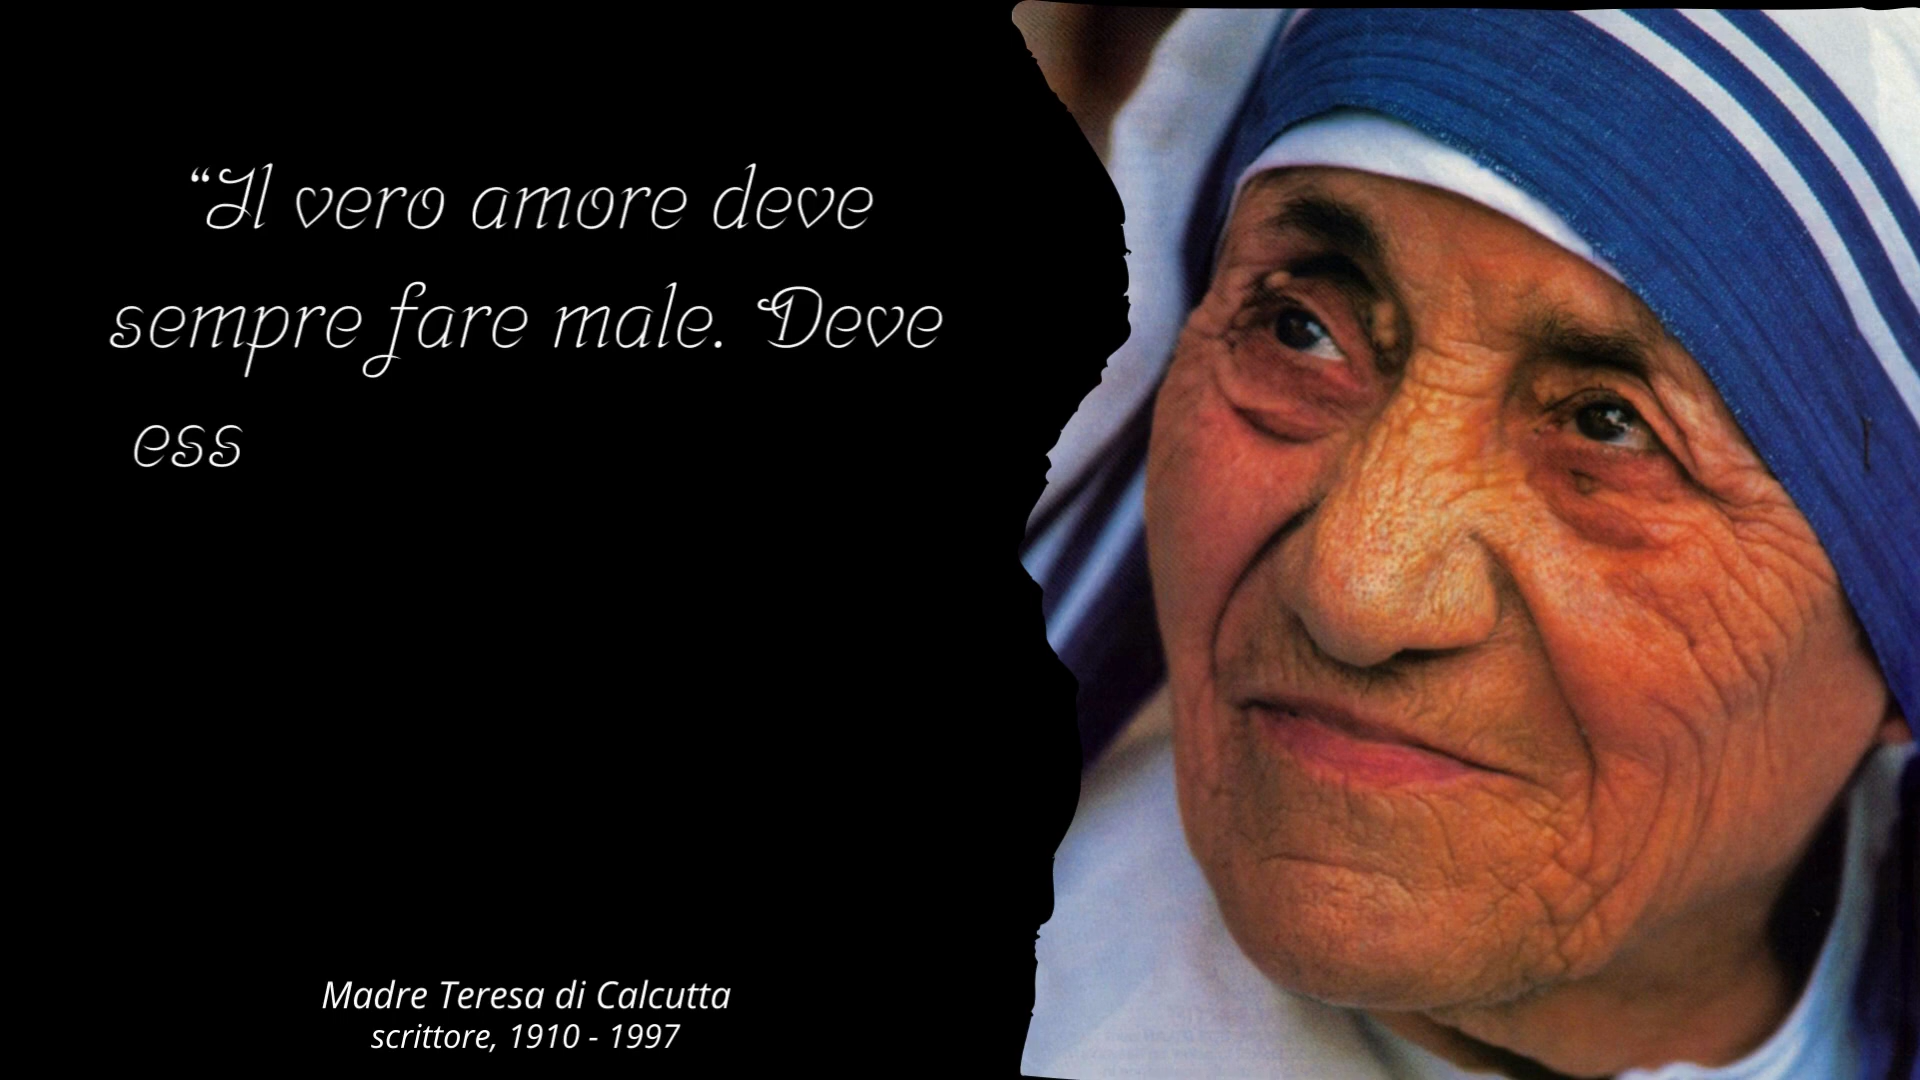 “Il vero amore deve
sempre fare male. Deve
ess
Madre Teresa di Calcutta
scrittore, 1910 - 1997